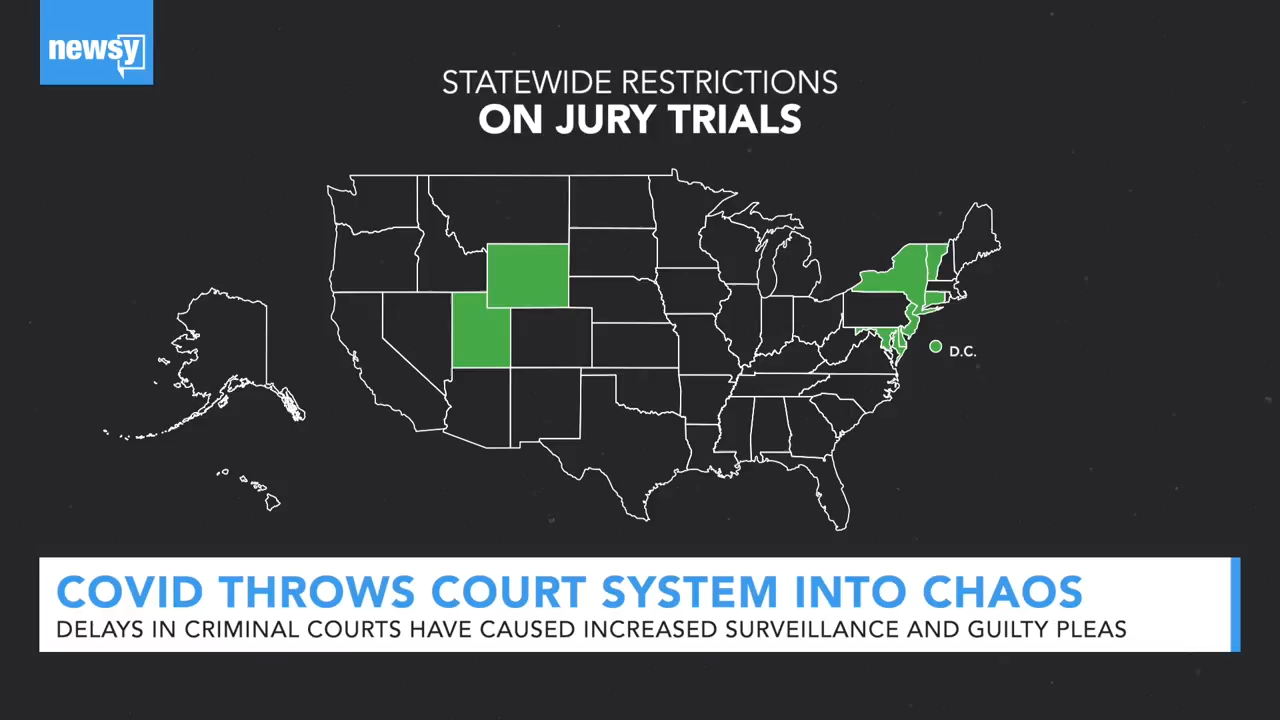 newsy
STATEWIDE RESTRICTIONS
ON JURY TRIALS
D.C.
COVID THROWS COURT SYSTEM INTO CHAOS
DELAYS IN CRIMINAL COURTS HAVE CAUSED INCREASED SURVEILLANCE AND GUILTY PLEAS